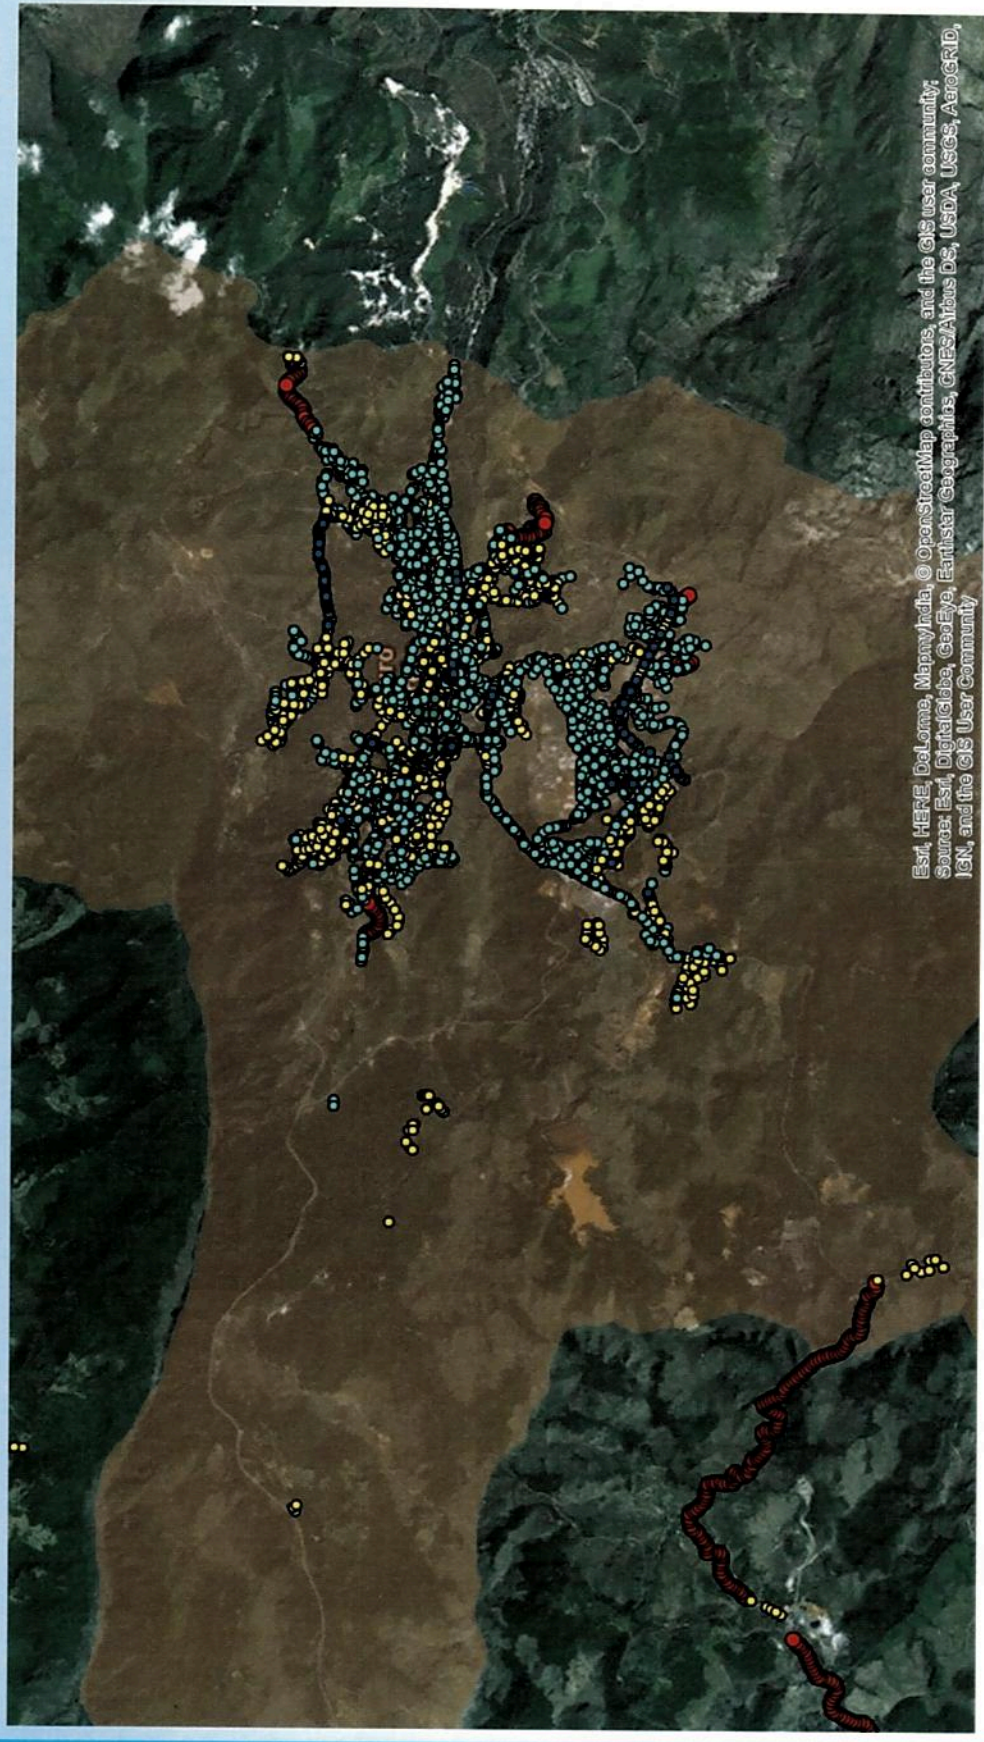 ro
Esri, HERE, DeLorme, MapmyIndia, © OpenStreetMap contributors, and the GIS user community;
Source: Esri, DigitalGlobe, GeoEye, Earthstar Geographics, CNES/Airbus DS, USDA, USGS, AeroGRID,
IGN, and the GIS User Community